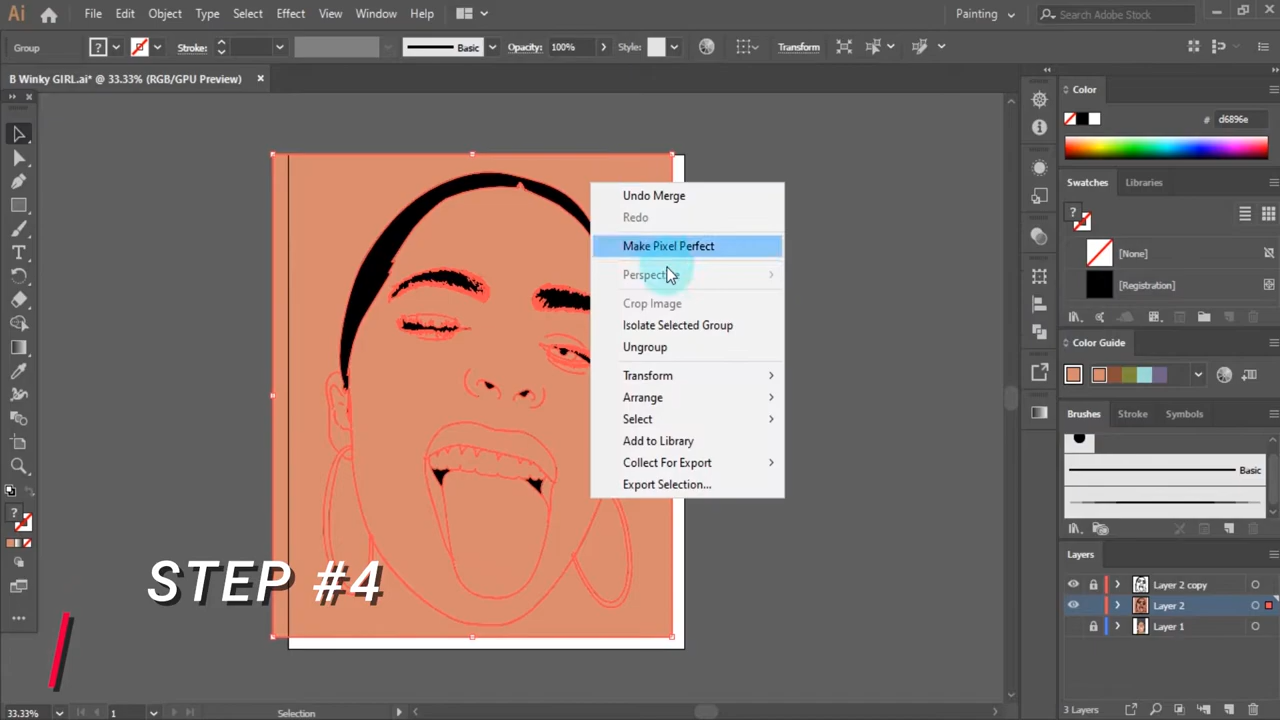 Ai File Edit Object Type Select Effect View Window Help Painting Search Adobe Stock
Group ? Stroke: Basic Opacity: 100% Style: Transform
B Winky GIRL.ai* @ 33.33% (RGB/GPU Preview)
Color
# d6896e
Swatches Libraries
?
[None]
[Registration]
Color Guide
Brushes Stroke Symbols
Basic
Layers
Layer 2 copy
Layer 2
Layer 1
3 Layers
Undo Merge
Redo
Make Pixel Perfect
Perspective
Crop Image
Isolate Selected Group
Ungroup
Transform
Arrange
Select
Add to Library
Collect For Export
Export Selection...
T
?
STEP #4
33.33% 1 Selection